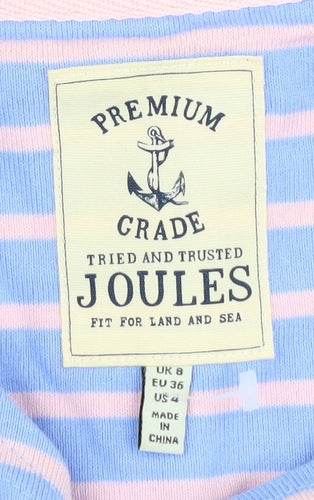 PREMIUM
GRADE
TRIED AND TRUSTED
JOULES
FIT FOR LAND AND SEA
UK 8
EU 36
US 4
MADE
IN
CHINA